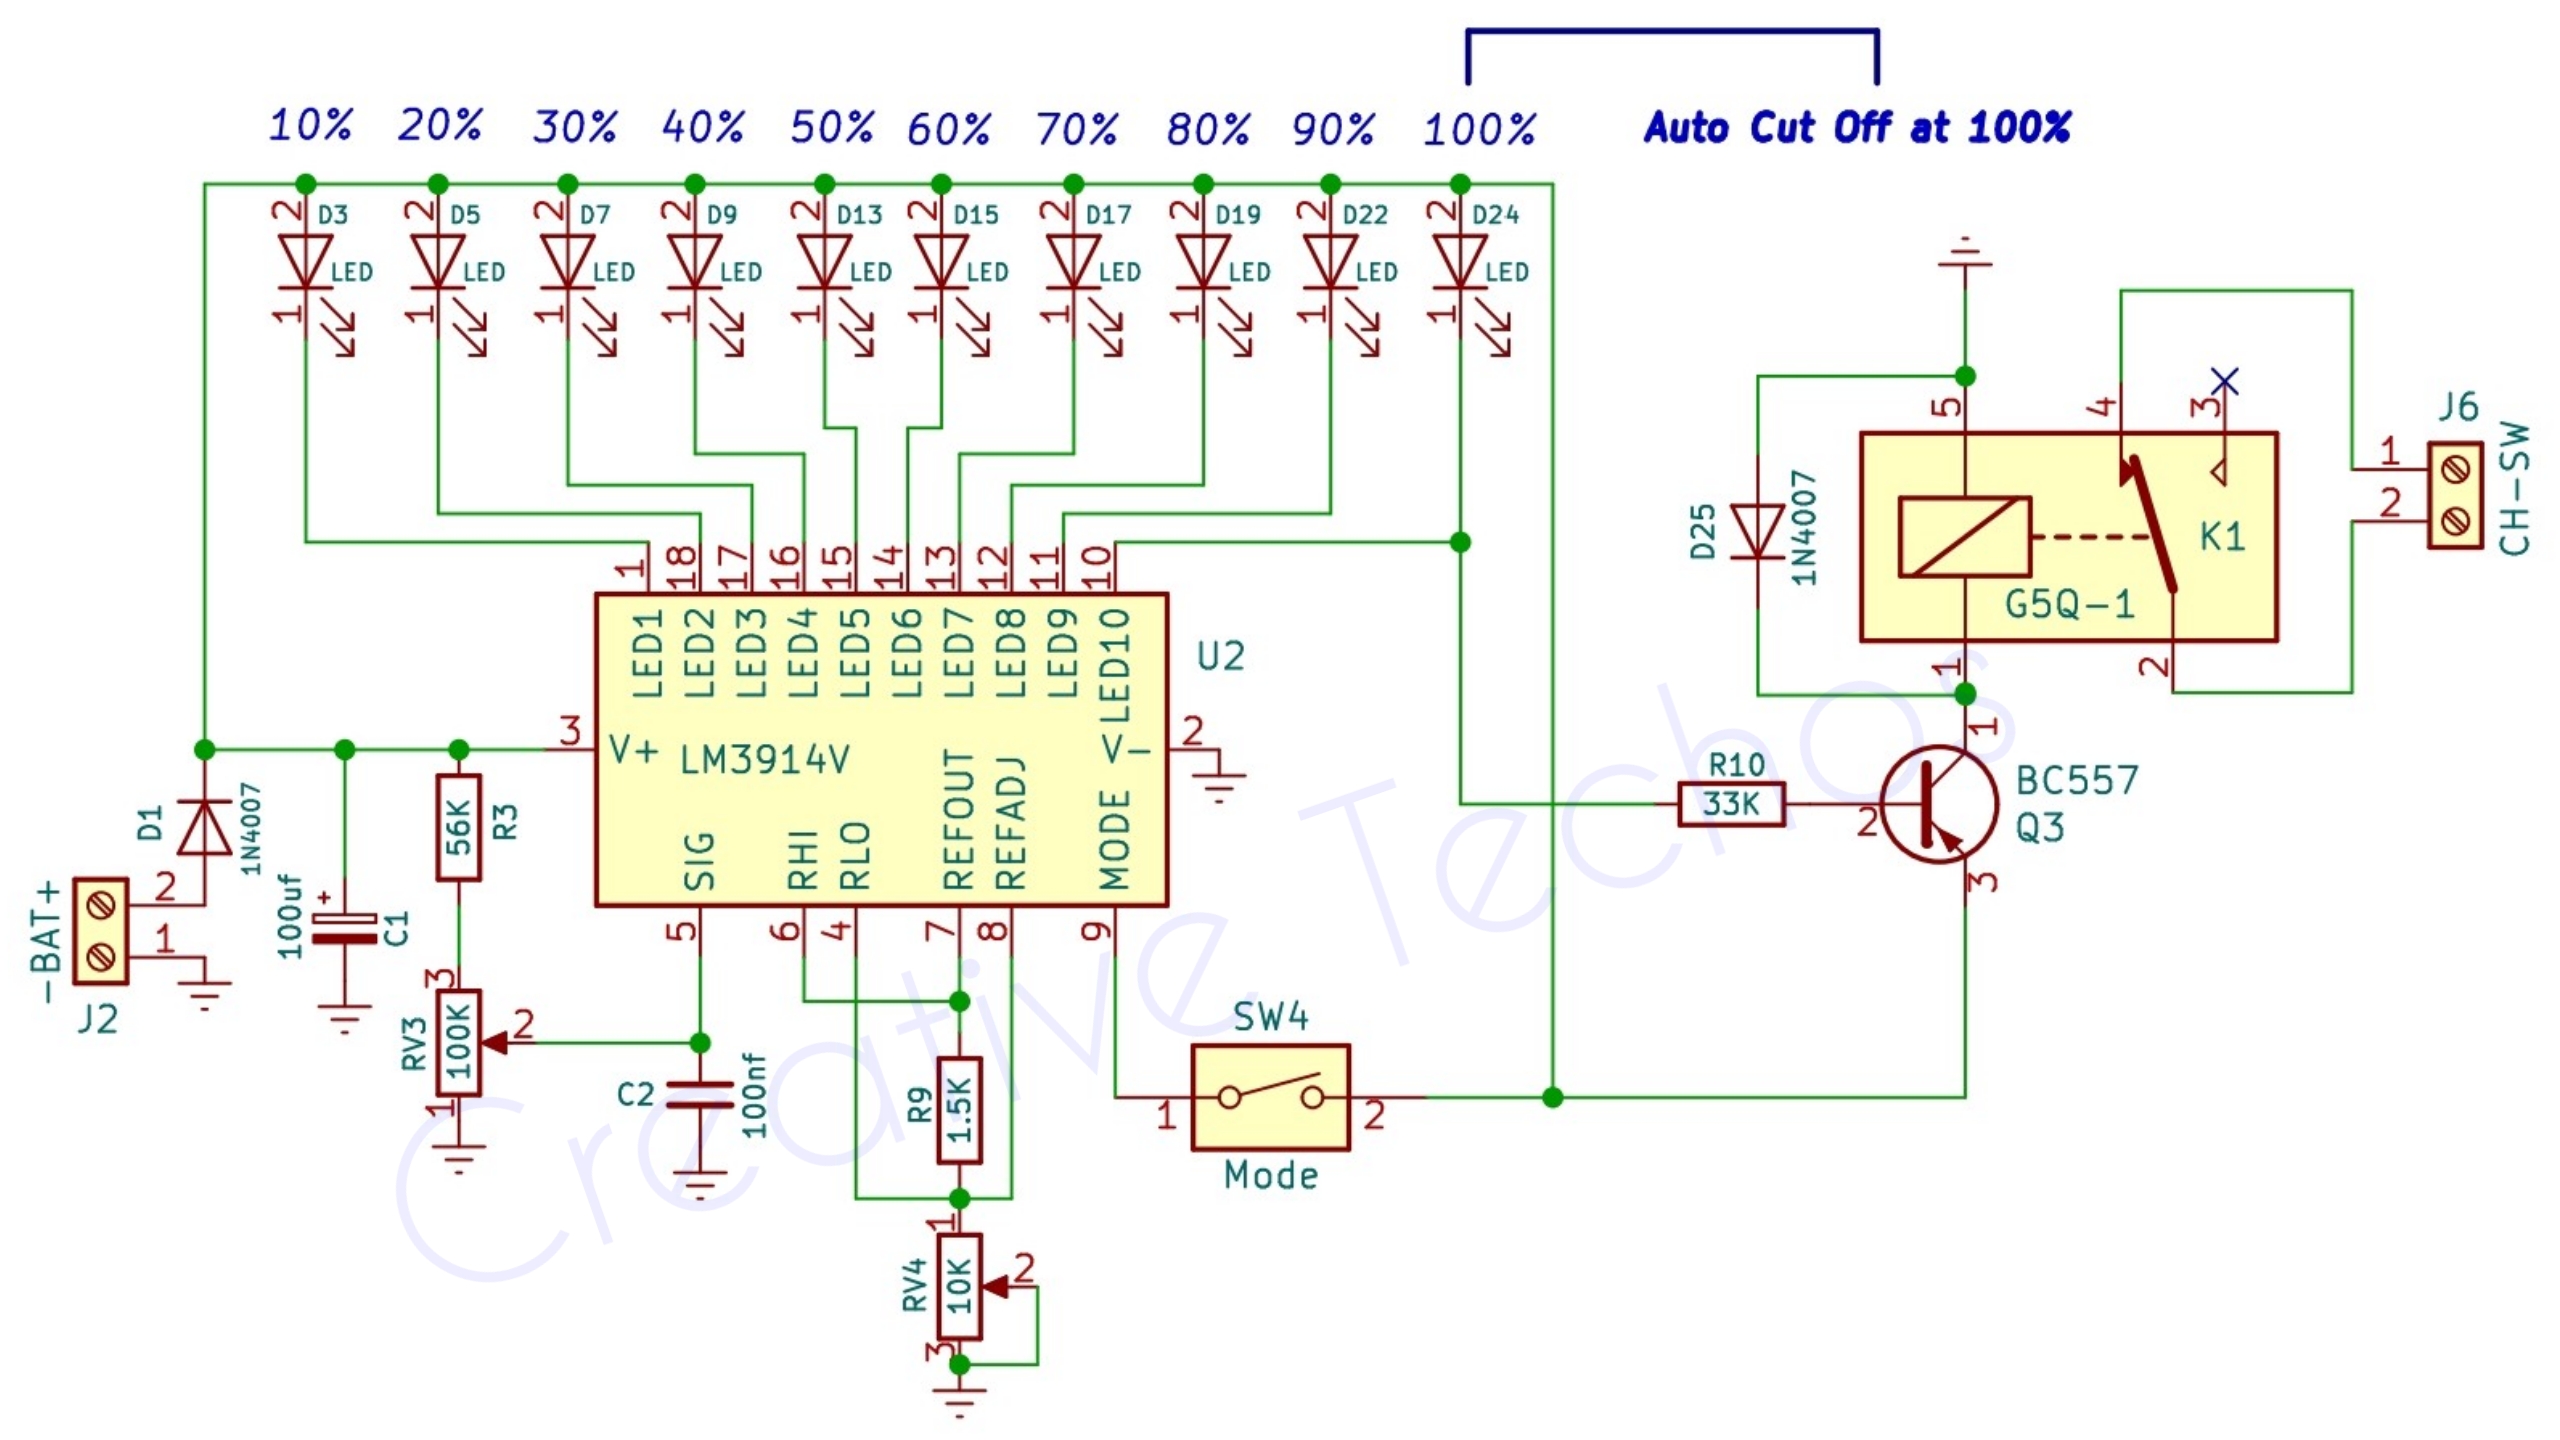 10% 20% 30% 40% 50% 60% 70% 80% 90% 100% Auto Cut Off at 100%
2 D3 2 D5 2 D7 2 D9 2 D13 2 D15 2 D17 2 D19 2 D22 2 D24
LED LED LED LED LED LED LED LED LED LED
1 1 1 1 1 1 1 1 1 1
5 4 3 J6
1
2
CH-SW
D25 1N4007
K1
G5Q-1
1 18 17 16 15 14 13 12 11 10
LED1 LED2 LED3 LED4 LED5 LED6 LED7 LED8 LED9 <LED10
U2
1 2
3 V+ LM3914V V- 2
1
R10
33K
2
BC557
Q3
3
D1 1N4007
56K R3
SIG RHI RLO REFOUT REFADJ MODE
5 6 4 7 8 9
-BAT+
2
1
J2
100uf + C1
3
RV3 100K 2
1
C2 100nf
R9 1.5K
SW4
1 2
Mode
1
RV4 10K 2
3
Creative Techos